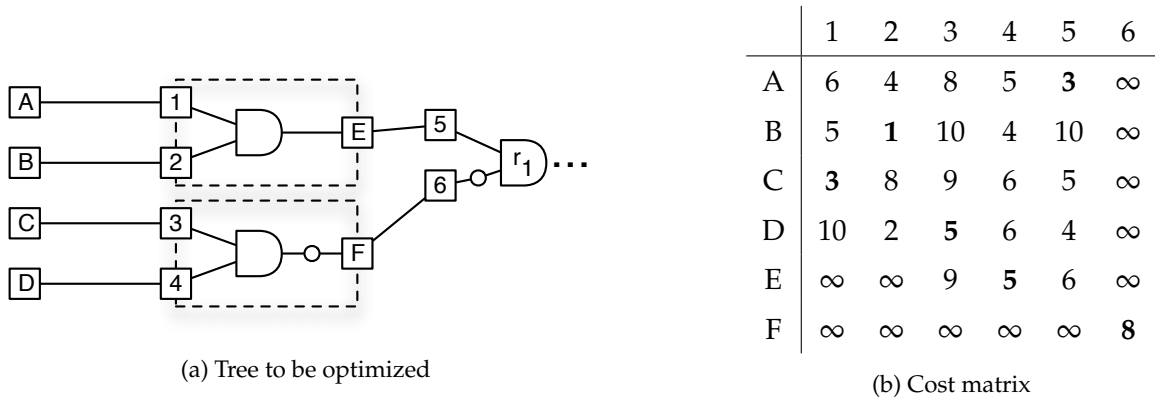 A
B
C
D
1
2
3
4
E
F
5
6
r1
...
(a) Tree to be optimized
1 2 3 4 5 6
A 6 4 8 5 3 ∞
B 5 1 10 4 10 ∞
C 3 8 9 6 5 ∞
D 10 2 5 6 4 ∞
E ∞ ∞ 9 5 6 ∞
F ∞ ∞ ∞ ∞ ∞ 8
(b) Cost matrix